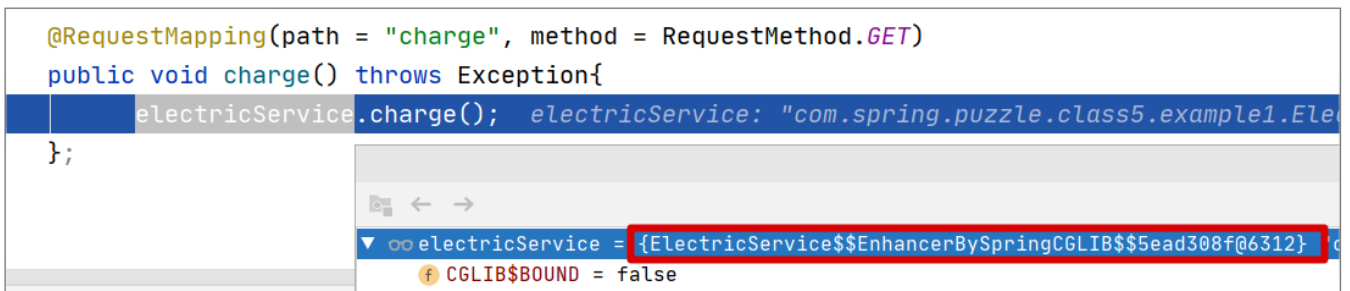 @RequestMapping(path = "charge", method = RequestMethod.GET)
public void charge() throws Exception{
electricService.charge(); electricService: "com.spring.puzzle.class5.example1.Ele
};
electricService = {ElectricService$$EnhancerBySpringCGLIB$$5ead308f@6312}
f CGLIB$BOUND = false